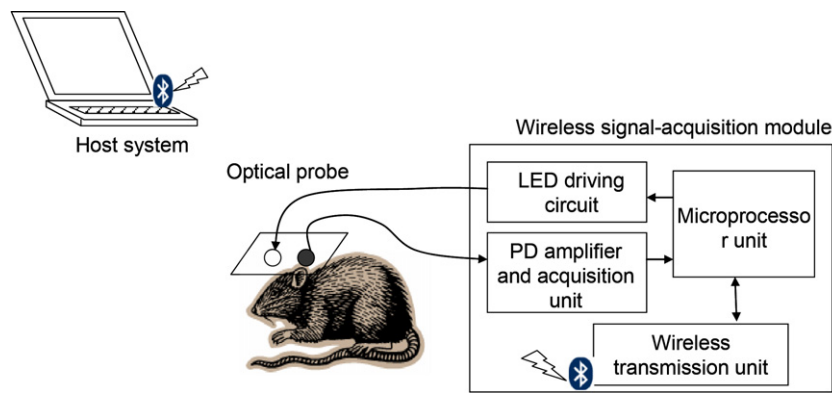 Host system
Wireless signal-acquisition module
Optical probe
LED driving
circuit
Microprocesso
r unit
PD amplifier
and acquisition
unit
Wireless
transmission unit